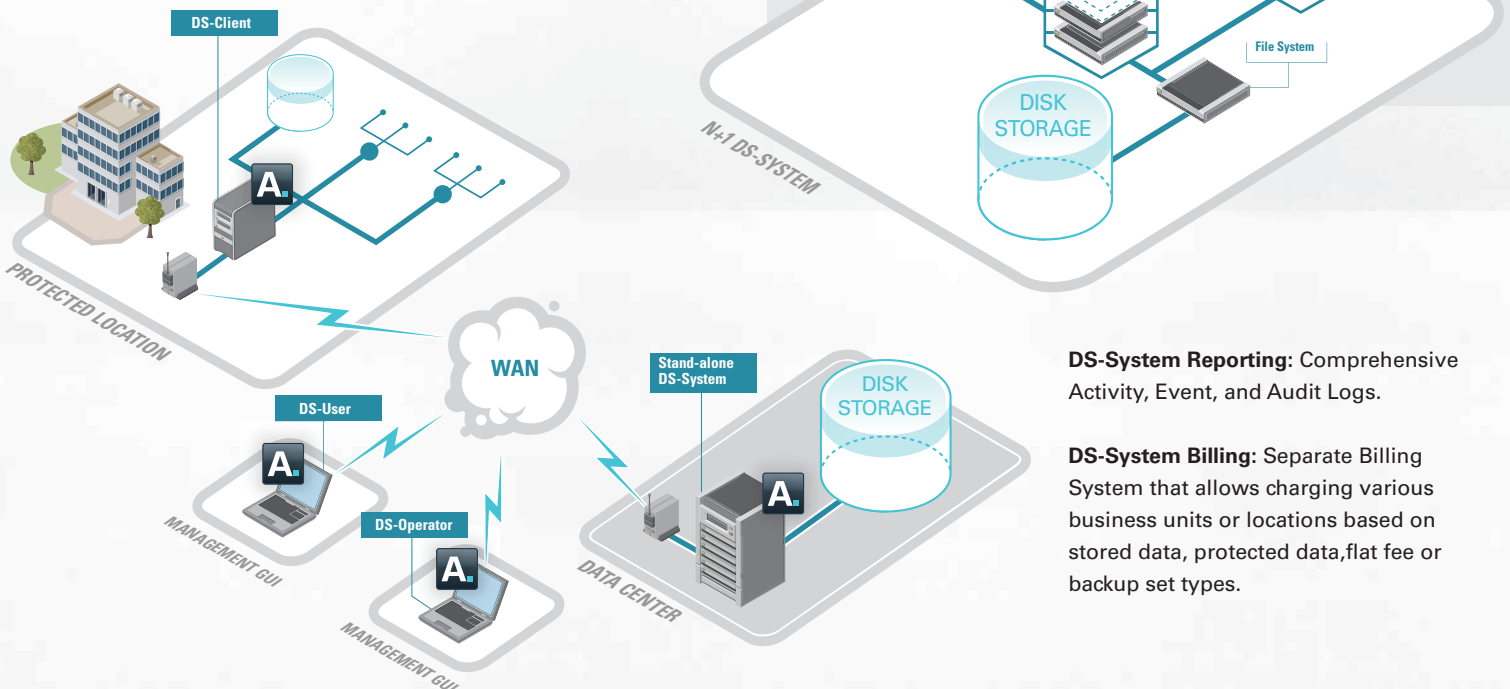 DS-Client
File System
DISK
STORAGE
N+1 DS-SYSTEM
A.
PROTECTED LOCATION
WAN
Stand-alone
DS-System
DISK
STORAGE
DS-User
A.
MANAGEMENT GUI
DS-Operator
A.
MANAGEMENT GUI
A.
DATA CENTER
DS-System Reporting: Comprehensive
Activity, Event, and Audit Logs.
DS-System Billing: Separate Billing
System that allows charging various
business units or locations based on
stored data, protected data,flat fee or
backup set types.